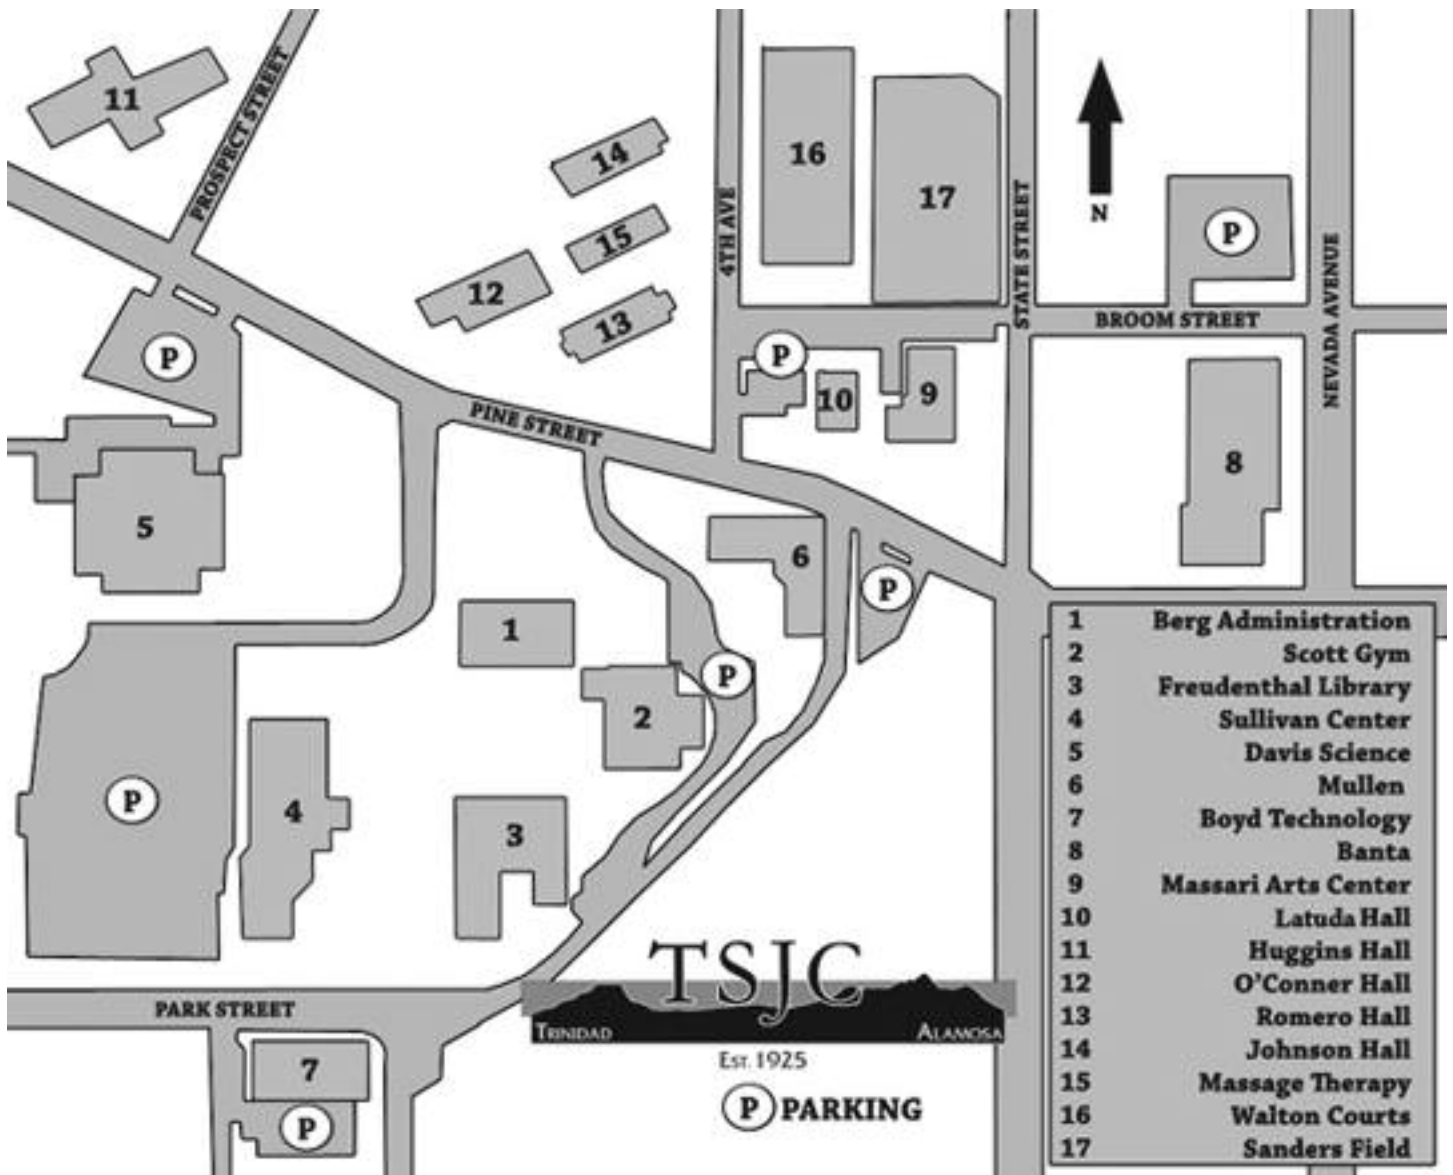 11
PROSPECT STREET
14
15
12
13
4TH AVE
16
17
STATE STREET
N
P
NEVADA AVENUE
BROOM STREET
P
P
10
9
8
PINE STREET
5
6
P
1
P
2
P
4
3
PARK STREET
7
P
TSJC
TRINIDAD ALAMOSA
EST. 1925
P PARKING
1 Berg Administration
2 Scott Gym
3 Freudenthal Library
4 Sullivan Center
5 Davis Science
6 Mullen
7 Boyd Technology
8 Banta
9 Massari Arts Center
10 Latuda Hall
11 Huggins Hall
12 O'Conner Hall
13 Romero Hall
14 Johnson Hall
15 Massage Therapy
16 Walton Courts
17 Sanders Field